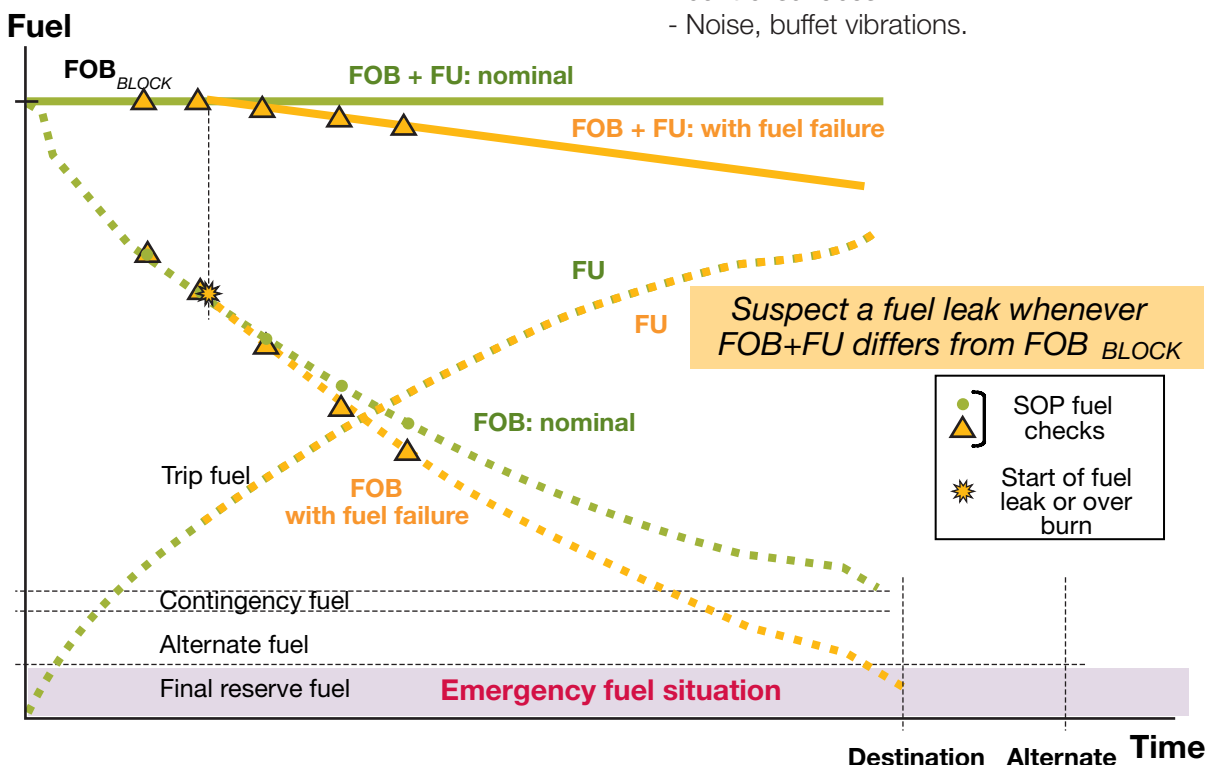 - Noise, buffet vibrations.
Fuel
FOB BLOCK
FOB + FU: nominal
FOB + FU: with fuel failure
FU
FU
Suspect a fuel leak whenever
FOB+FU differs from FOB BLOCK
SOP fuel
checks
Start of fuel
leak or over
burn
FOB: nominal
Trip fuel
FOB
with fuel failure
Contingency fuel
Alternate fuel
Final reserve fuel
Emergency fuel situation
Destination
Alternate
Time